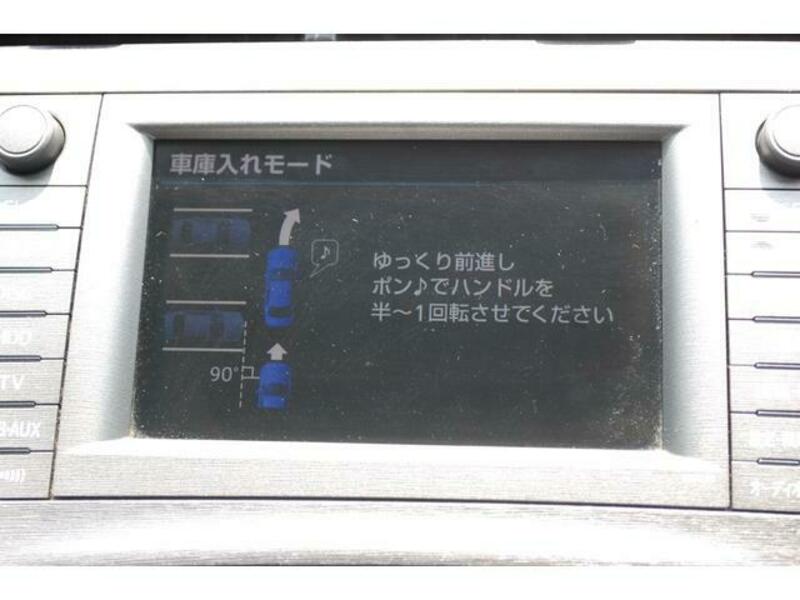 車庫入れモード
♪
ゆっくり前進し
ポン♪でハンドルを
半～1回転させてください
90°
TV